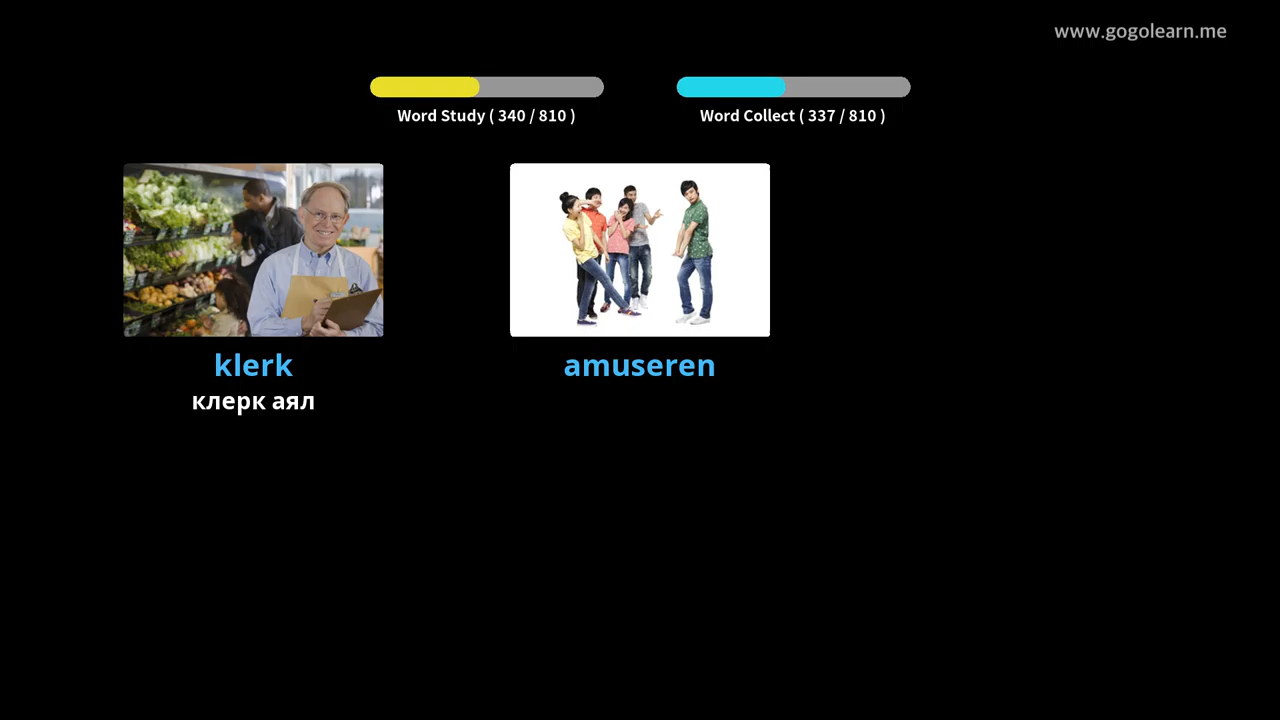 www.gogolearn.me
Word Study ( 340 / 810 )
Word Collect ( 337 / 810 )
klerk
клерк аял
amuseren